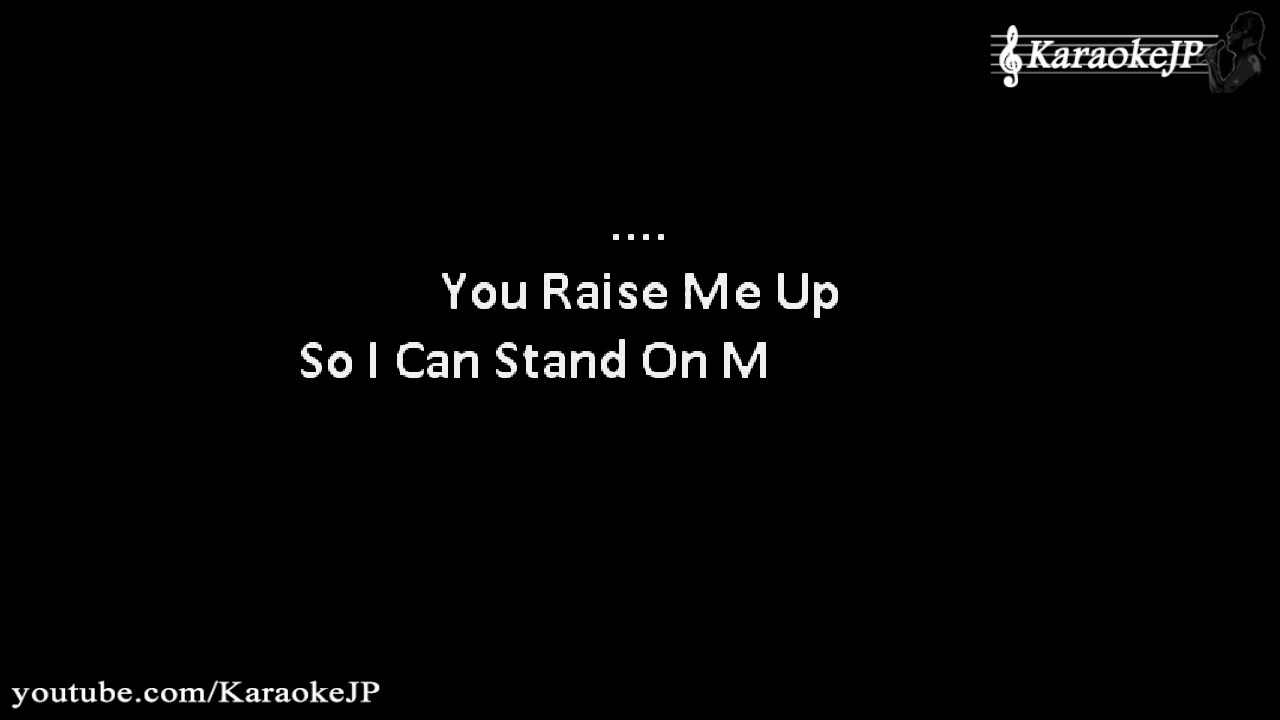 KaraokeJP
....
You Raise Me Up
So I Can Stand On M
youtube.com/KaraokeJP